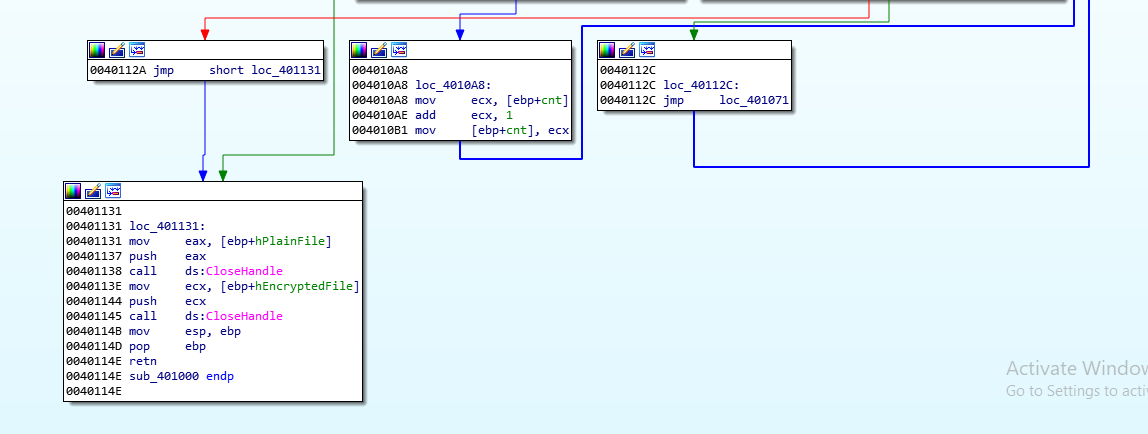 0040112A jmp     short loc_401131
004010A8
004010A8 loc_4010A8:
004010A8 mov     ecx, [ebp+cnt]
004010AE add     ecx, 1
004010B1 mov     [ebp+cnt], ecx
0040112C
0040112C loc_40112C:
0040112C jmp     loc_401071
00401131
00401131 loc_401131:
00401131 mov     eax, [ebp+hPlainFile]
00401137 push    eax
00401138 call    ds:CloseHandle
0040113E mov     ecx, [ebp+hEncryptedFile]
00401144 push    ecx
00401145 call    ds:CloseHandle
0040114B mov     esp, ebp
0040114D pop     ebp
0040114E retn
0040114E sub_401000 endp
0040114E
Activate Window
Go to Settings to acti